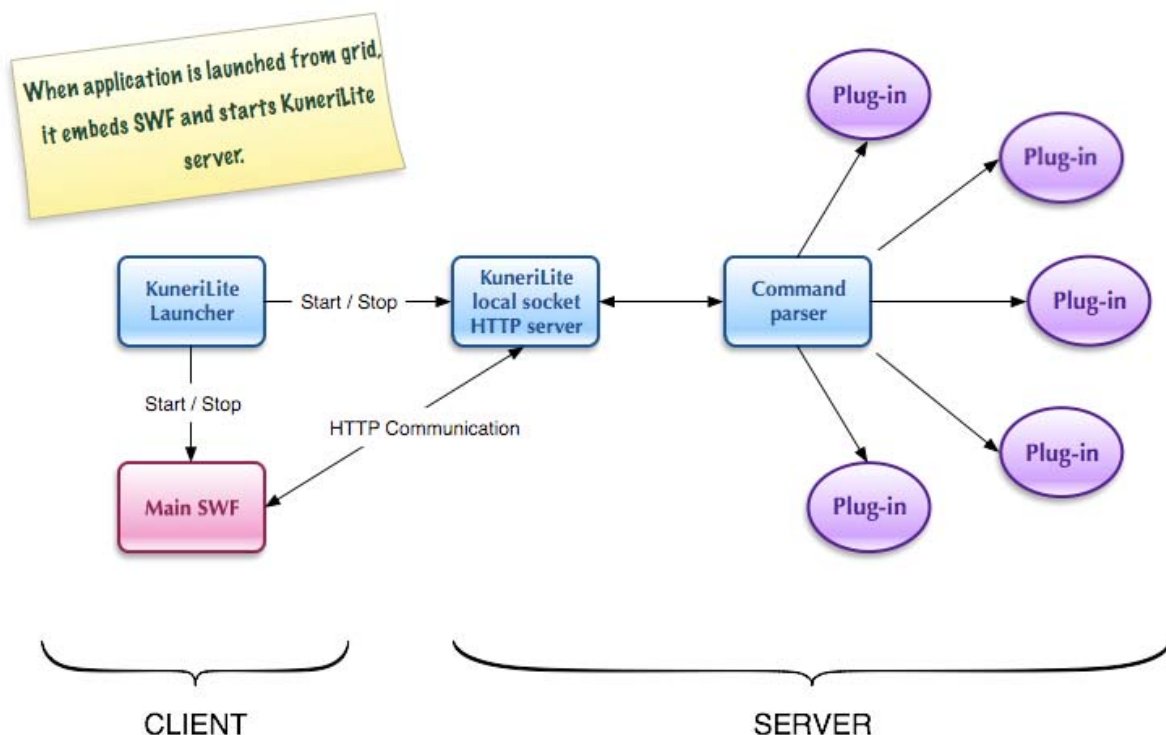 When application is launched from grid,
it embeds SWF and starts KuneriLite
server.
Plug-in
Plug-in
KuneriLite
Launcher
Start / Stop
KuneriLite
local socket
HTTP server
Command
parser
Plug-in
Start / Stop
HTTP Communication
Main SWF
Plug-in
Plug-in
CLIENT
SERVER